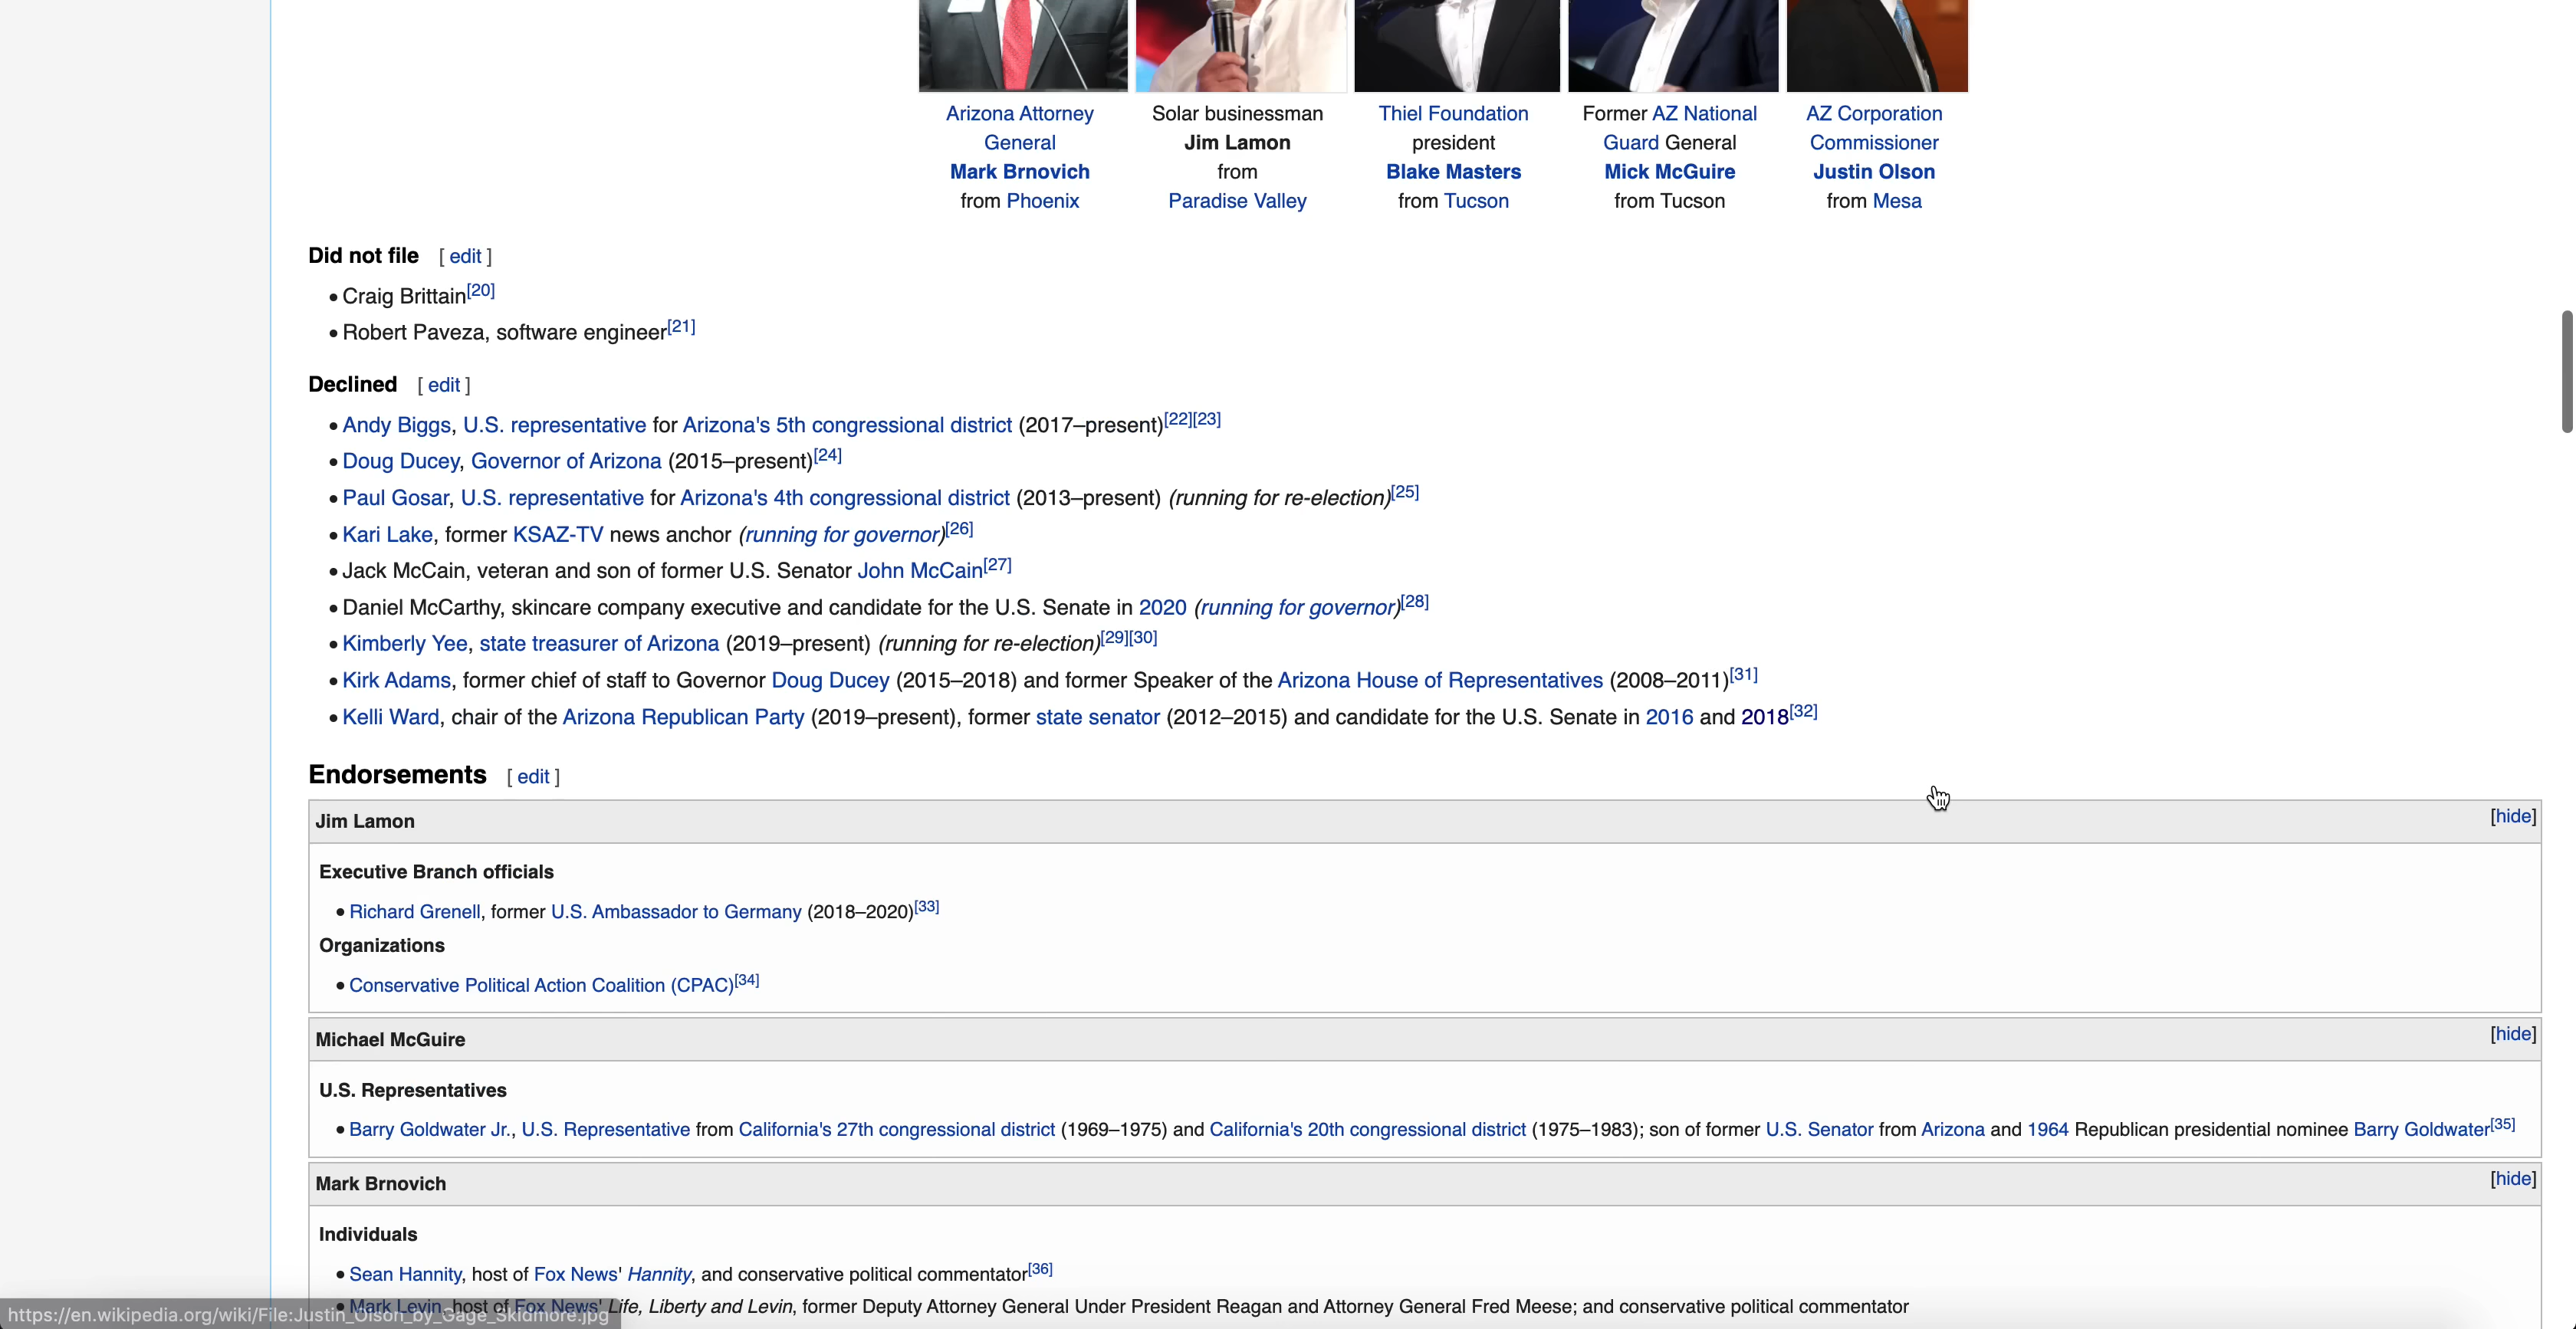 Arizona Attorney
General
Mark Brnovich
from Phoenix
Solar businessman
Jim Lamon
from
Paradise Valley
Thiel Foundation
president
Blake Masters
from Tucson
Former AZ National
Guard General
Mick McGuire
from Tucson
AZ Corporation
Commissioner
Justin Olson
from Mesa
Did not file [ edit ]
• Craig Brittain[20]
• Robert Paveza, software engineer[21]
Declined [ edit ]
• Andy Biggs, U.S. representative for Arizona's 5th congressional district (2017–present)[22][23]
• Doug Ducey, Governor of Arizona (2015–present)[24]
• Paul Gosar, U.S. representative for Arizona's 4th congressional district (2013–present) (running for re-election)[25]
• Kari Lake, former KSAZ-TV news anchor (running for governor)[26]
• Jack McCain, veteran and son of former U.S. Senator John McCain[27]
• Daniel McCarthy, skincare company executive and candidate for the U.S. Senate in 2020 (running for governor)[28]
• Kimberly Yee, state treasurer of Arizona (2019–present) (running for re-election)[29][30]
• Kirk Adams, former chief of staff to Governor Doug Ducey (2015–2018) and former Speaker of the Arizona House of Representatives (2008–2011)[31]
• Kelli Ward, chair of the Arizona Republican Party (2019–present), former state senator (2012–2015) and candidate for the U.S. Senate in 2016 and 2018[32]
Endorsements [ edit ]
Jim Lamon [hide]
Executive Branch officials
• Richard Grenell, former U.S. Ambassador to Germany (2018–2020)[33]
Organizations
• Conservative Political Action Coalition (CPAC)[34]
Michael McGuire [hide]
U.S. Representatives
• Barry Goldwater Jr., U.S. Representative from California's 27th congressional district (1969–1975) and California's 20th congressional district (1975–1983); son of former U.S. Senator from Arizona and 1964 Republican presidential nominee Barry Goldwater[35]
Mark Brnovich [hide]
Individuals
• Sean Hannity, host of Fox News' Hannity, and conservative political commentator[36]
• Mark Levin, host of Fox News' Life, Liberty and Levin, former Deputy Attorney General Under President Reagan and Attorney General Fred Meese; and conservative political commentator
https://en.wikipedia.org/wiki/File:Justin_Olson_by_Gage_Skidmore.jpg